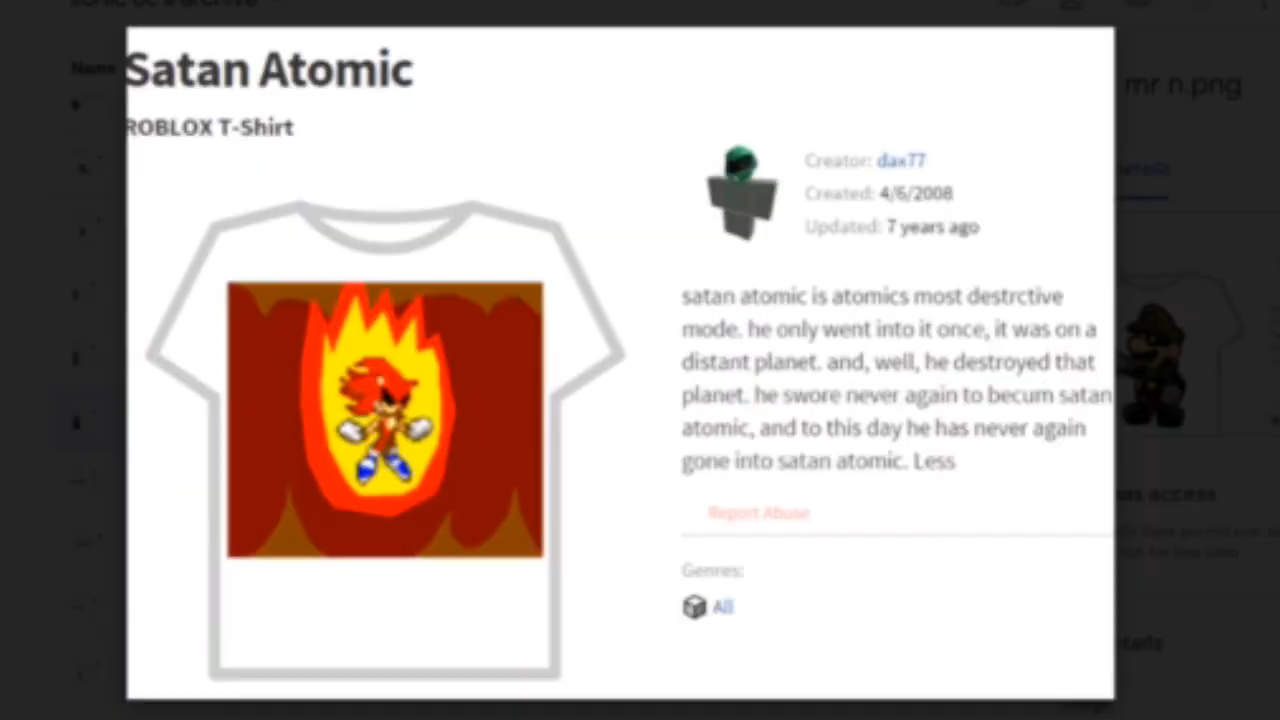 Satan Atomic
mr n.png
ROBLOX T-Shirt
Creator: dax77
Created: 4/6/2008
Updated: 7 years ago
satan atomic is atomics most destrctive
mode. he only went into it once, it was on a
distant planet. and, well, he destroyed that
planet. he swore never again to becum satan
atomic, and to this day he has never again
gone into satan atomic. Less
Report Abuse
Genres:
All
Name